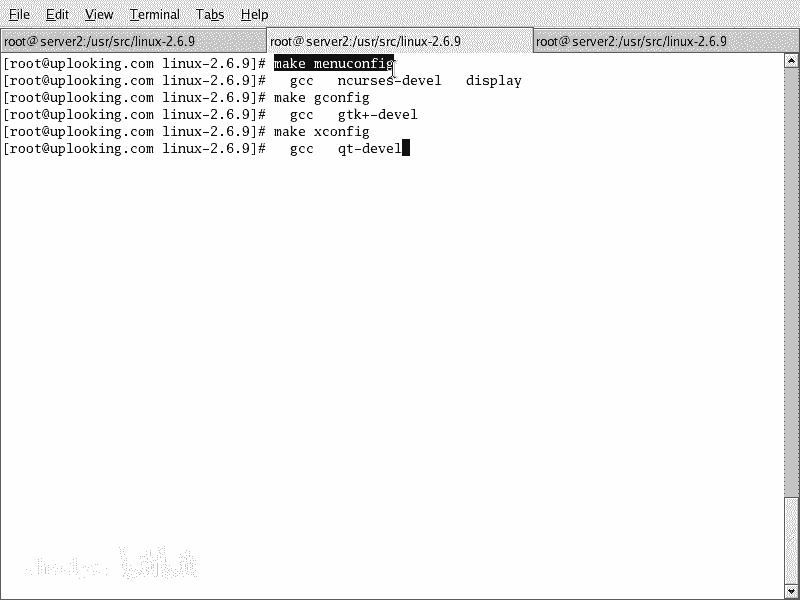 File Edit View Terminal Tabs Help
root@server2:/usr/src/linux-2.6.9 root@server2:/usr/src/linux-2.6.9 root@server2:/usr/src/linux-2.6.9
[root@uplooking.com linux-2.6.9]# make menuconfig
[root@uplooking.com linux-2.6.9]#   gcc   ncurses-devel   display
[root@uplooking.com linux-2.6.9]# make gconfig
[root@uplooking.com linux-2.6.9]#   gcc   gtk+-devel
[root@uplooking.com linux-2.6.9]# make xconfig
[root@uplooking.com linux-2.6.9]#   gcc   qt-devel